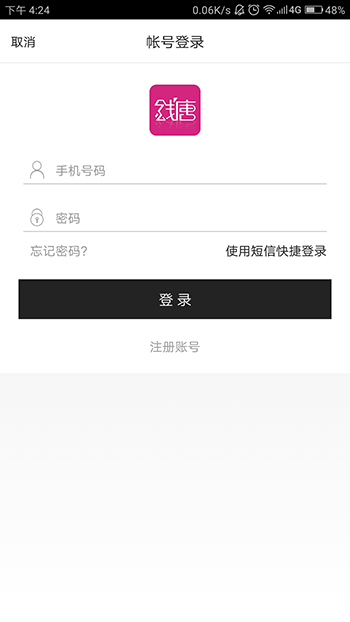 下午 4:24
0.06K/s 4G 48%
取消
帐号登录
钱唐
手机号码
密码
忘记密码?
使用短信快捷登录
登 录
注册账号